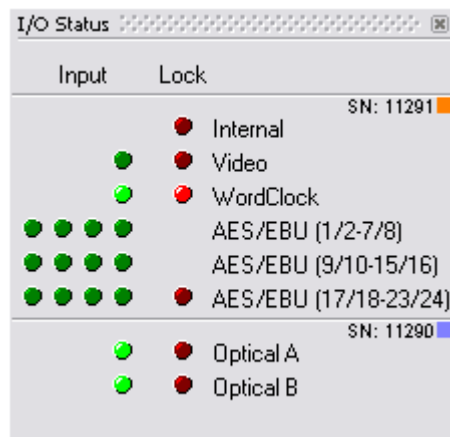 I/O Status
Input Lock
SN: 11291
Internal
Video
WordClock
AES/EBU (1/2-7/8)
AES/EBU (9/10-15/16)
AES/EBU (17/18-23/24)
SN: 11290
Optical A
Optical B